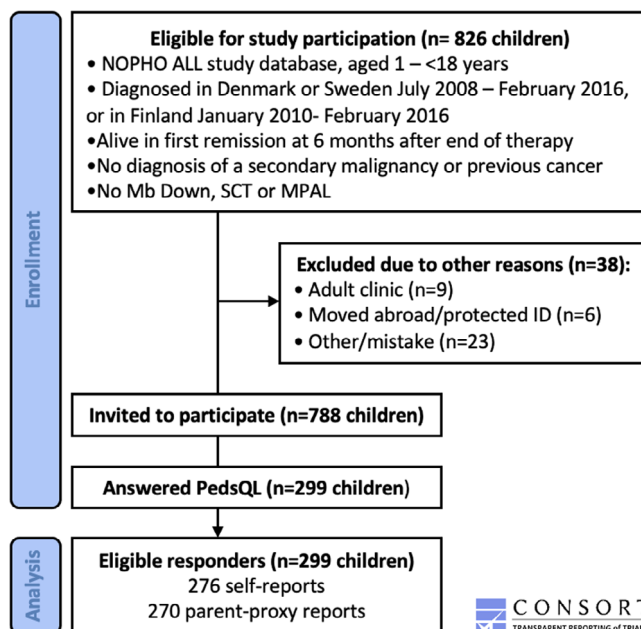 Eligible for study participation (n= 826 children)
• NOPHO ALL study database, aged 1 – <18 years
• Diagnosed in Denmark or Sweden July 2008 – February 2016,
or in Finland January 2010- February 2016
•Alive in first remission at 6 months after end of therapy
•No diagnosis of a secondary malignancy or previous cancer
•No Mb Down, SCT or MPAL
Enrollment
Excluded due to other reasons (n=38):
• Adult clinic (n=9)
• Moved abroad/protected ID (n=6)
• Other/mistake (n=23)
Invited to participate (n=788 children)
Answered PedsQL (n=299 children)
Analysis
Eligible responders (n=299 children)
276 self-reports
270 parent-proxy reports
CONSORT
TRANSPARENT REPORTING of